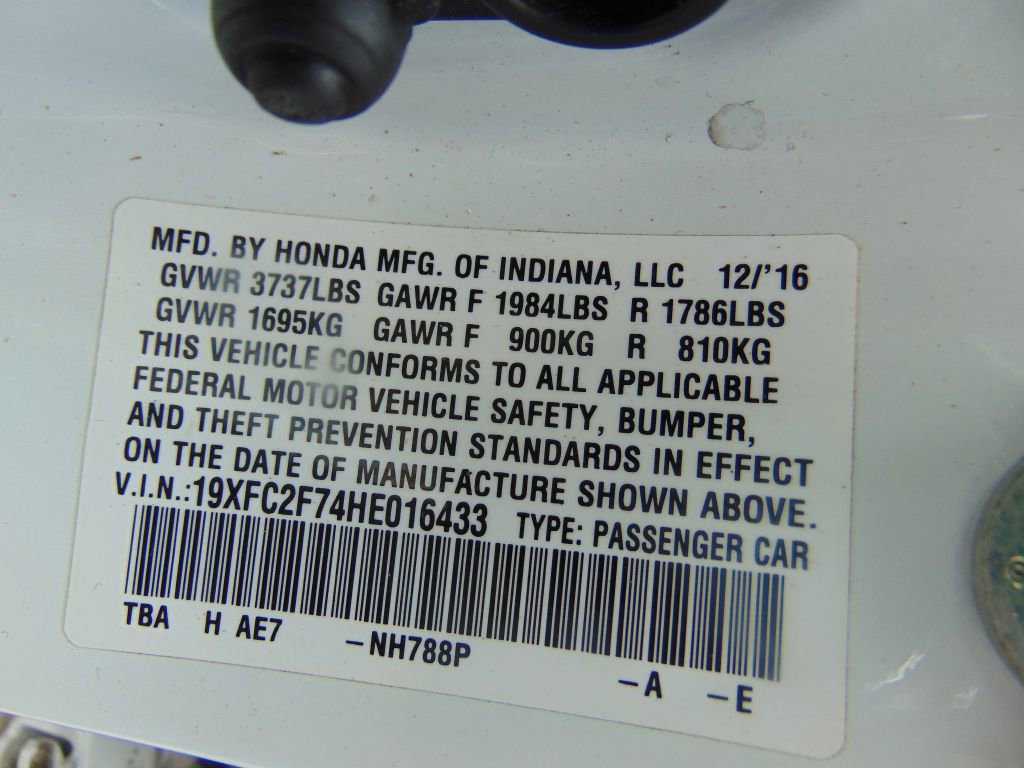 MFD. BY HONDA MFG. OF INDIANA, LLC 12/'16
GVWR 3737LBS GAWR F 1984LBS R 1786LBS
GVWR 1695KG GAWR F 900KG R 810KG
THIS VEHICLE CONFORMS TO ALL APPLICABLE
FEDERAL MOTOR VEHICLE SAFETY, BUMPER,
AND THEFT PREVENTION STANDARDS IN EFFECT
ON THE DATE OF MANUFACTURE SHOWN ABOVE.
V.I.N.:19XFC2F74HE016433 TYPE: PASSENGER CAR
TBA H AE7 –NH788P –A –E